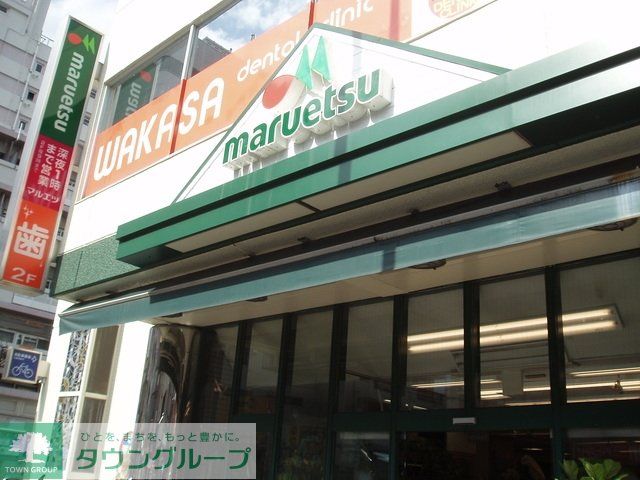 maruetsu
深夜1時
まで営業
マルエツ
歯
2F
WAKASA dental clinic
maruetsu
TOWN GROUP
ひとを、まちを、もっと豊かに。
タウングループ